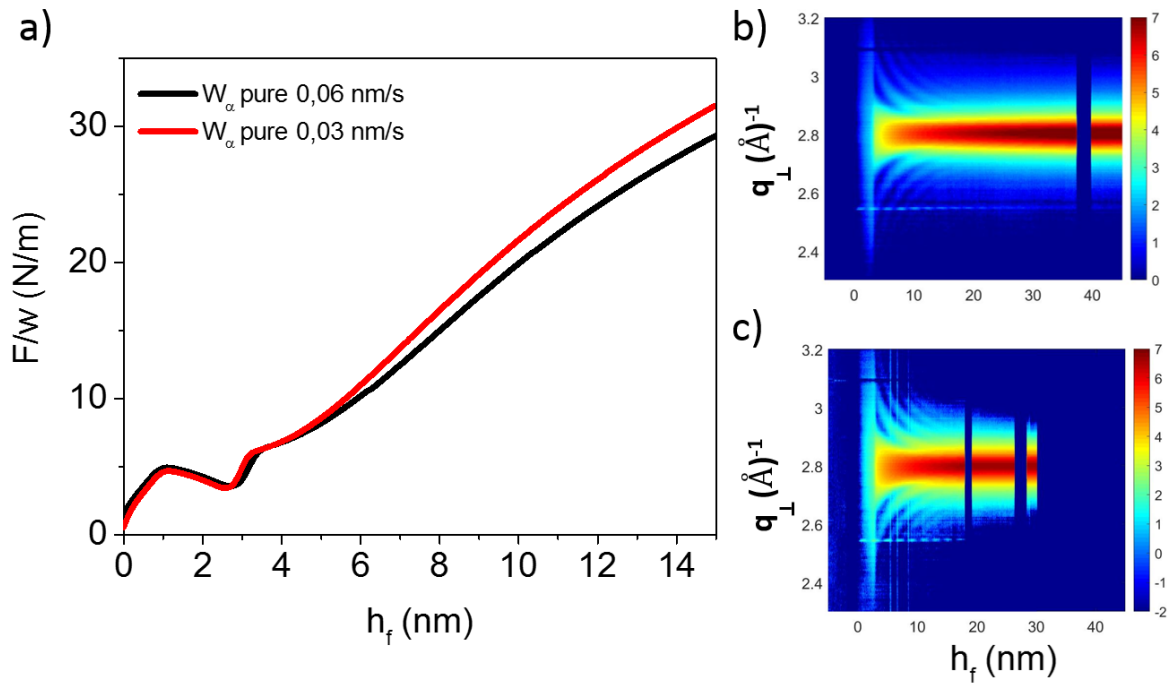 a)
W α pure 0,06 nm/s
W α pure 0,03 nm/s
F/w (N/m)
30
20
10
0
0 2 4 6 8 10 12 14
h f (nm)
b)
q ⊥ (Å)-1
3.2
3
2.8
2.6
2.4
0 10 20 30 40
7
6
5
4
3
2
1
0
c)
q ⊥ (Å)-1
3.2
3
2.8
2.6
2.4
0 10 20 30 40
h f (nm)
7
6
5
4
3
2
1
0
-1
-2